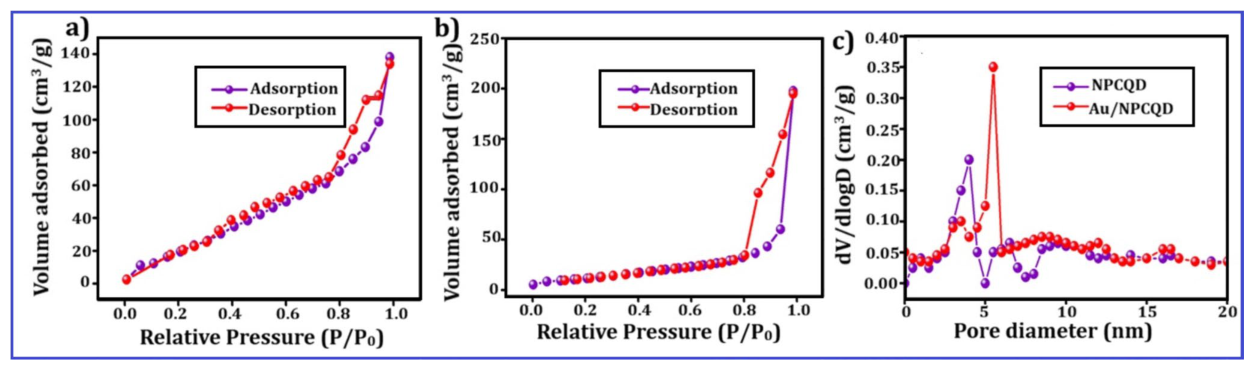 a)
Volume adsorbed (cm³/g)
140
120
100
80
60
40
20
0
Adsorption
Desorption
0.0 0.2 0.4 0.6 0.8 1.0
Relative Pressure (P/P₀)
b)
Volume adsorbed (cm³/g)
250
200
150
100
50
0
Adsorption
Desorption
0.0 0.2 0.4 0.6 0.8 1.0
Relative Pressure (P/P₀)
c)
dV/dlogD (cm³/g)
0.40
0.35
0.30
0.25
0.20
0.15
0.10
0.05
0.00
NPCQD
Au/NPCQD
0 5 10 15 20
Pore diameter (nm)